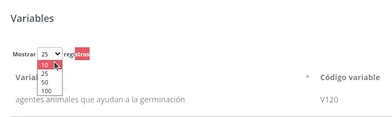 Variables
Mostrar 25 registros
10
25
50
100
Varial
Código variable
agentes animales que ayudan a la germinación
V120